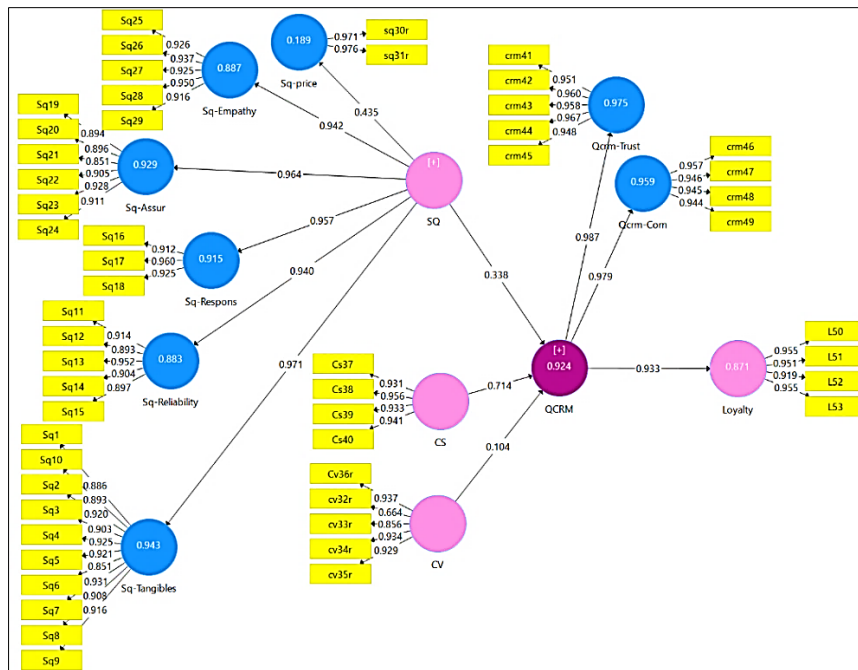 Sq25
Sq26
Sq27
Sq28
Sq29
0.926
0.937
0.925
0.950
0.916
0.887
Sq-Empathy
0.189
Sq-price
0.971
0.976
sq30r
sq31r
0.435
0.942
Sq19
Sq20
Sq21
Sq22
Sq23
Sq24
0.894
0.896
0.851
0.905
0.928
0.911
0.929
Sq-Assur
0.964
[+]
SQ
Sq16
Sq17
Sq18
0.912
0.960
0.925
0.915
Sq-Respons
0.957
Sq11
Sq12
Sq13
Sq14
Sq15
0.914
0.893
0.952
0.904
0.897
0.883
Sq-Reliability
0.940
Sq1
Sq10
Sq2
Sq3
Sq4
Sq5
Sq6
Sq7
Sq8
Sq9
0.886
0.893
0.920
0.903
0.925
0.921
0.851
0.931
0.908
0.916
0.943
Sq-Tangibles
0.971
0.338
crm41
crm42
crm43
crm44
crm45
0.951
0.960
0.958
0.967
0.948
0.975
Qcrm-Trust
crm46
crm47
crm48
crm49
0.957
0.946
0.945
0.944
0.959
Qcrm-Com
0.987
0.979
Cs37
Cs38
Cs39
Cs40
0.931
0.956
0.933
0.941
CS
0.714
[+]
0.924
QCRM
0.933
0.871
Loyalty
0.955
0.951
0.919
0.955
L50
L51
L52
L53
0.104
Cv36r
cv32r
cv33r
cv34r
cv35r
0.937
0.664
0.856
0.934
0.929
CV